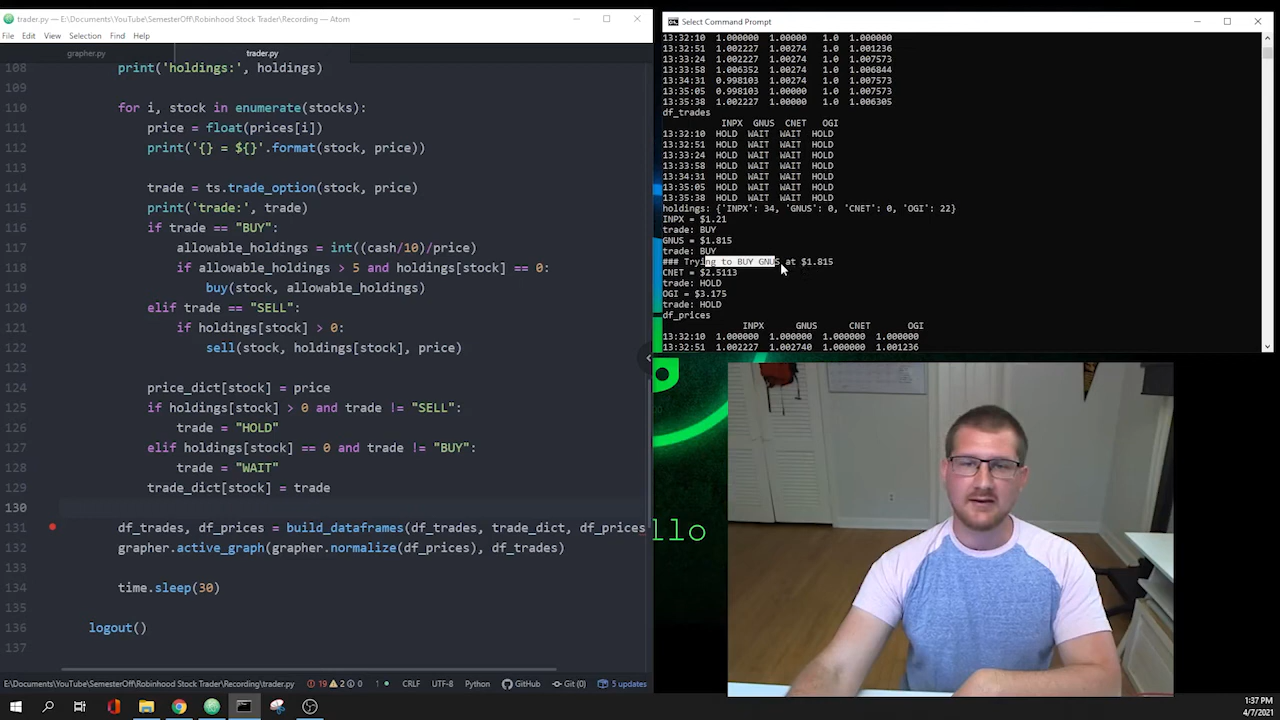 trader.py — E:\Documents\YouTube\SemesterOff\Robinhood Stock Trader\Recording — Atom
File Edit View Selection Find Help
grapher.py trader.py
108 print('holdings:', holdings)
109
110 for i, stock in enumerate(stocks):
111 price = float(prices[i])
112 print('{} = ${}'.format(stock, price))
113
114 trade = ts.trade_option(stock, price)
115 print('trade:', trade)
116 if trade == "BUY":
117 allowable_holdings = int((cash/10)/price)
118 if allowable_holdings > 5 and holdings[stock] == 0:
119 buy(stock, allowable_holdings)
120 elif trade == "SELL":
121 if holdings[stock] > 0:
122 sell(stock, holdings[stock], price)
123
124 price_dict[stock] = price
125 if holdings[stock] > 0 and trade != "SELL":
126 trade = "HOLD"
127 elif holdings[stock] == 0 and trade != "BUY":
128 trade = "WAIT"
129 trade_dict[stock] = trade
130
131 df_trades, df_prices = build_dataframes(df_trades, trade_dict, df_prices
132 grapher.active_graph(grapher.normalize(df_prices), df_trades)
133
134 time.sleep(30)
135
136 logout()
137
E:\Documents\YouTube\SemesterOff\Robinhood Stock Trader\Recording\trader.py 19 2 0 1 CRLF UTF-8 Python GitHub Git (0) 5 updates
Select Command Prompt
13:32:10 1.000000 1.00000 1.0 1.000000
13:32:51 1.002227 1.00274 1.0 1.001236
13:33:24 1.002227 1.00274 1.0 1.007573
13:33:58 1.006352 1.00274 1.0 1.006844
13:34:31 0.998103 1.00274 1.0 1.007573
13:35:05 0.998103 1.00000 1.0 1.007573
13:35:38 1.002227 1.00274 1.0 1.006305
df_trades
INPX GNUS CNET OGI
13:32:10 HOLD WAIT WAIT HOLD
13:32:51 HOLD WAIT WAIT HOLD
13:33:24 HOLD WAIT WAIT HOLD
13:33:58 HOLD WAIT WAIT HOLD
13:34:31 HOLD WAIT WAIT HOLD
13:35:05 HOLD WAIT WAIT HOLD
13:35:38 HOLD WAIT WAIT HOLD
holdings: {'INPX': 34, 'GNUS': 0, 'CNET': 0, 'OGI': 22}
INPX = $1.21
trade: BUY
GNUS = $1.815
trade: BUY
### Trying to BUY GNUS at $1.815
CNET = $2.5113
trade: HOLD
OGI = $3.175
trade: HOLD
df_prices
INPX GNUS CNET OGI
13:32:10 1.000000 1.000000 1.000000 1.000000
13:32:51 1.002227 1.002740 1.000000 1.001236
llo
1:37 PM
4/7/2021